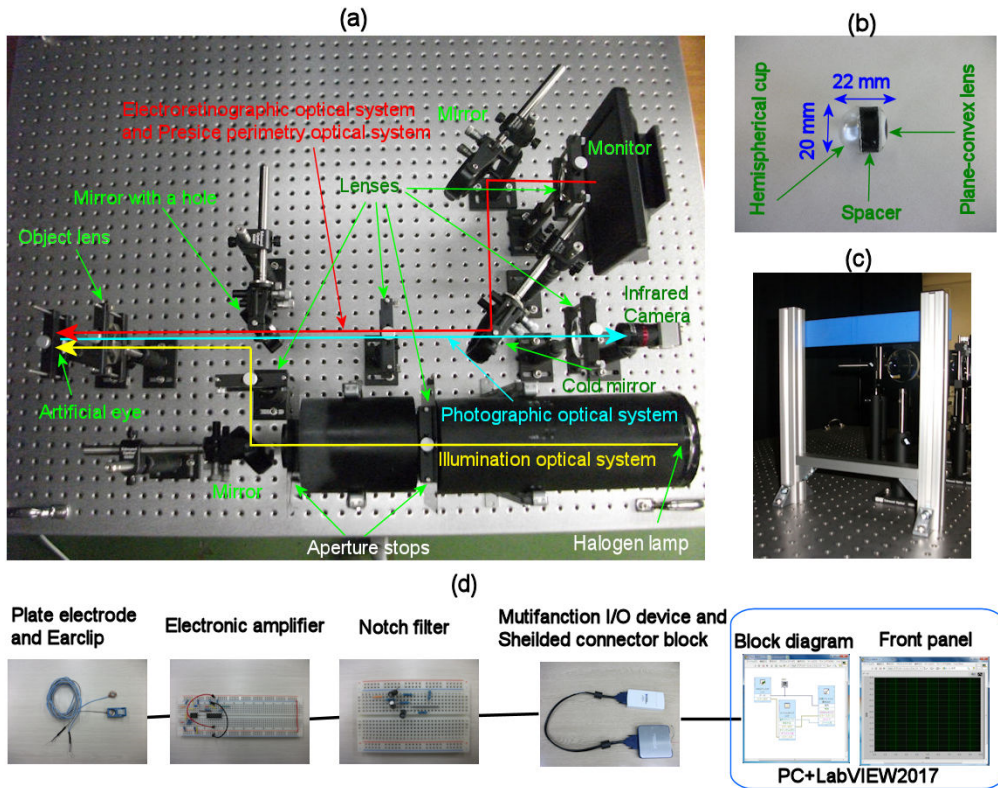 (a)
Electroretinographic optical system
and Presice perimetry optical system
Mirror
Monitor
Lenses
Mirror with a hole
Object lens
Infrared
Camera
Cold mirror
Artificial eye
Photographic optical system
Illumination optical system
Mirror
Aperture stops
Halogen lamp
(b)
22 mm
20 mm
Hemispherical cup
Spacer
Plane-convex lens
(c)
(d)
Plate electrode
and Earclip
Electronic amplifier
Notch filter
Mutifanction I/O device and
Sheilded connector block
Block diagram
Front panel
PC+LabVIEW2017